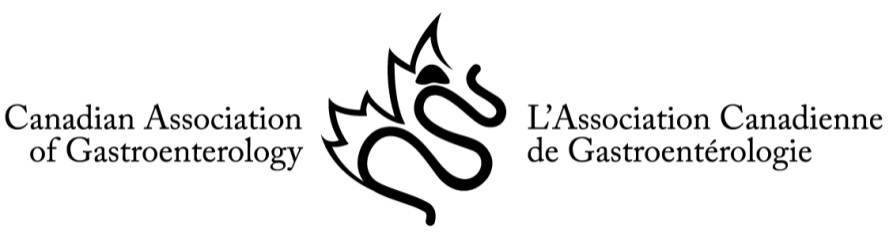 Canadian Association
of Gastroenterology
L’Association Canadienne
de Gastroentérologie